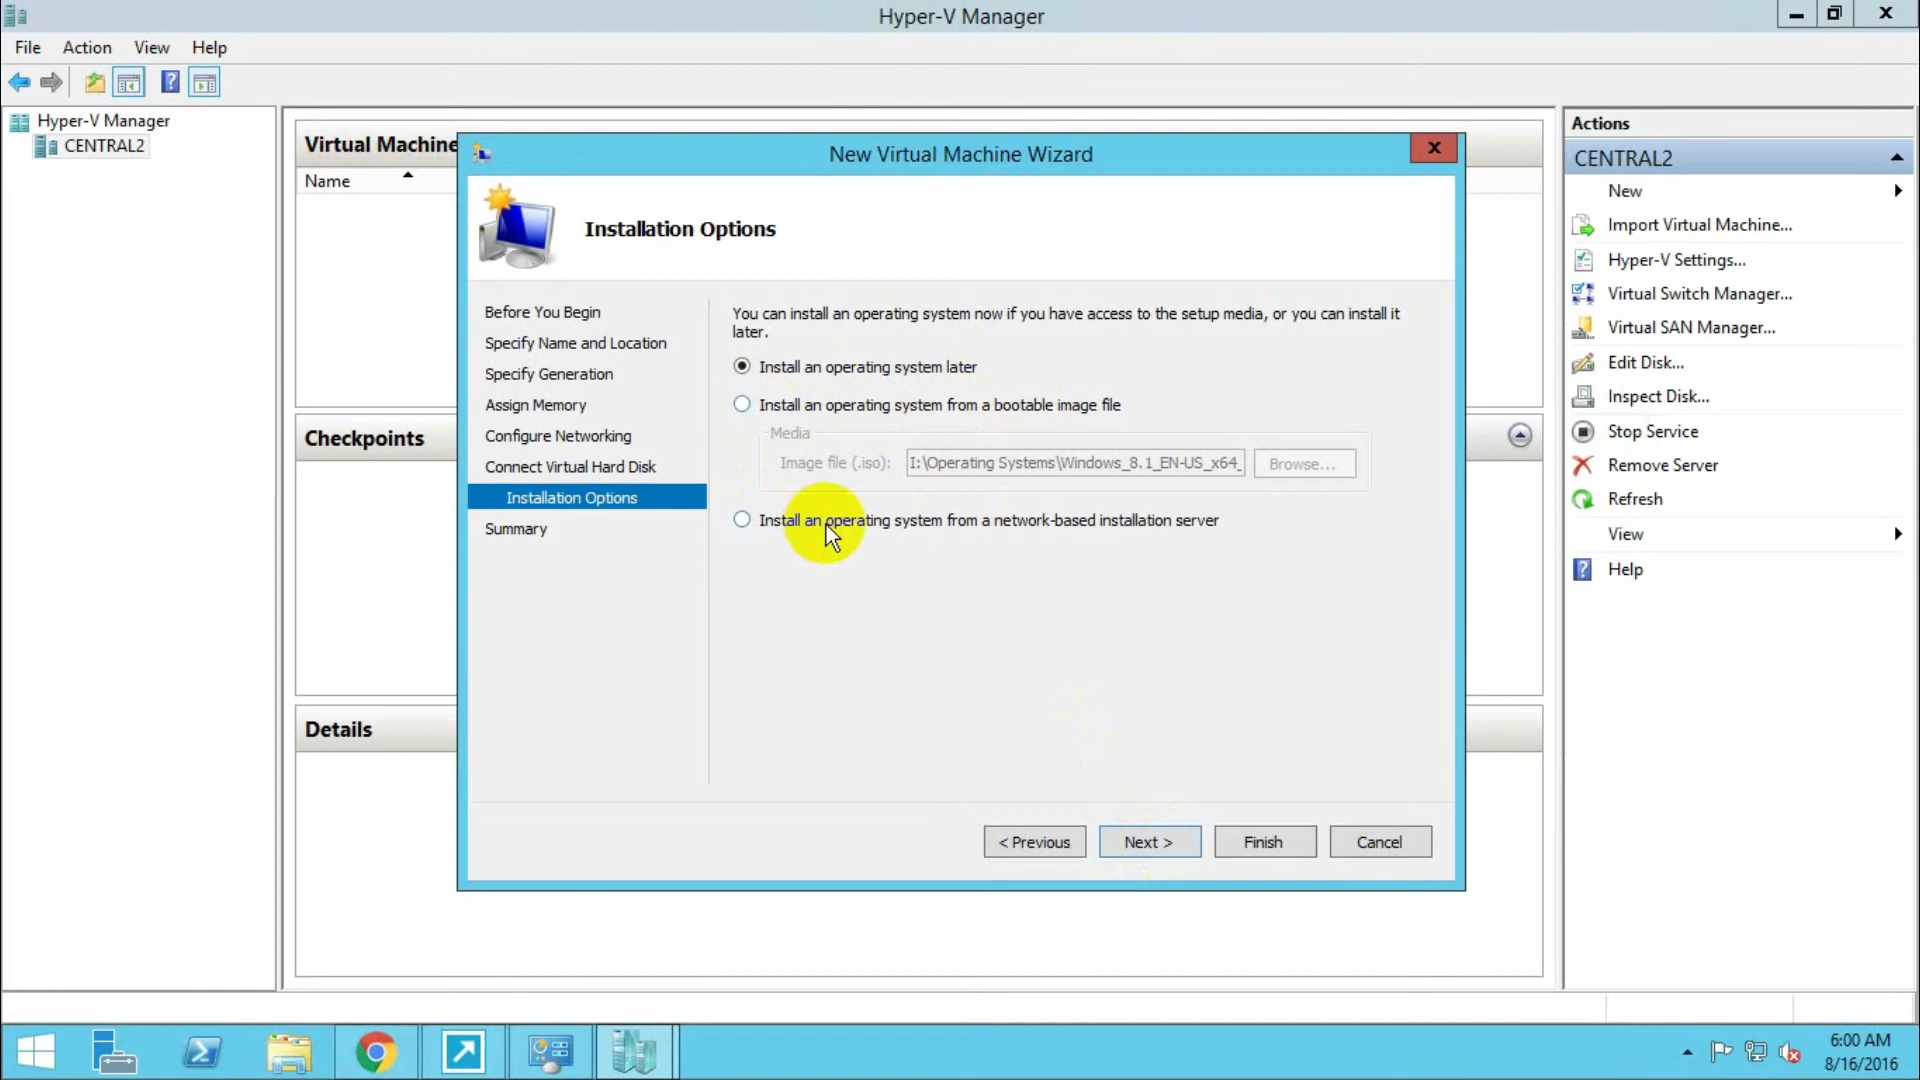 Hyper-V Manager
File Action View Help
Hyper-V Manager
CENTRAL2
Virtual Machine
Name
Checkpoints
Details
New Virtual Machine Wizard
x
Installation Options
Before You Begin
Specify Name and Location
Specify Generation
Assign Memory
Configure Networking
Connect Virtual Hard Disk
Installation Options
Summary
You can install an operating system now if you have access to the setup media, or you can install it
later.
Install an operating system later
Install an operating system from a bootable image file
Media
Image file (.iso): I:\Operating Systems\Windows_8.1_EN-US_x64_ Browse...
Install an operating system from a network-based installation server
< Previous Next > Finish Cancel
Actions
CENTRAL2
New
Import Virtual Machine...
Hyper-V Settings...
Virtual Switch Manager...
Virtual SAN Manager...
Edit Disk...
Inspect Disk...
Stop Service
Remove Server
Refresh
View
Help
6:00 AM
8/16/2016